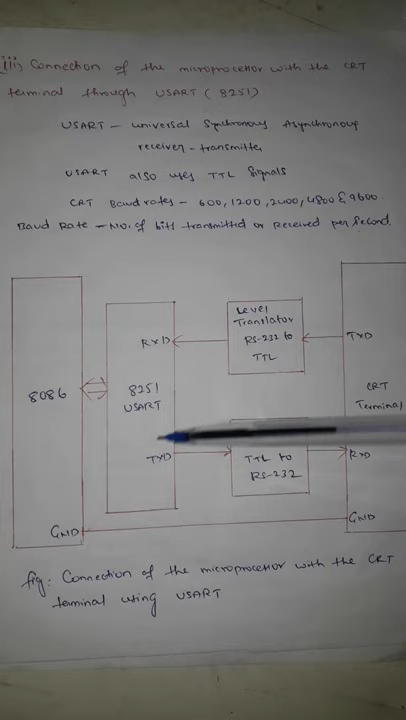 (iii) Connection of the microprocessor with the CRT
terminal through USART (8251)
USART - universal Synchronous Asynchronous
receiver - transmitter
USART also uses TTL Signals
CRT Baud rates - 600, 1200, 2400, 4800 & 9600.
Baud Rate - No. of bits transmitted or Received per Second.
Level
Translator
RS-232 to
TTL
RXD
TXD
8086
8251
USART
CRT
Terminal
TXD
TTL to
RS-232
RXD
GND
GND
fig: Connection of the microprocessor with the CRT
terminal using USART